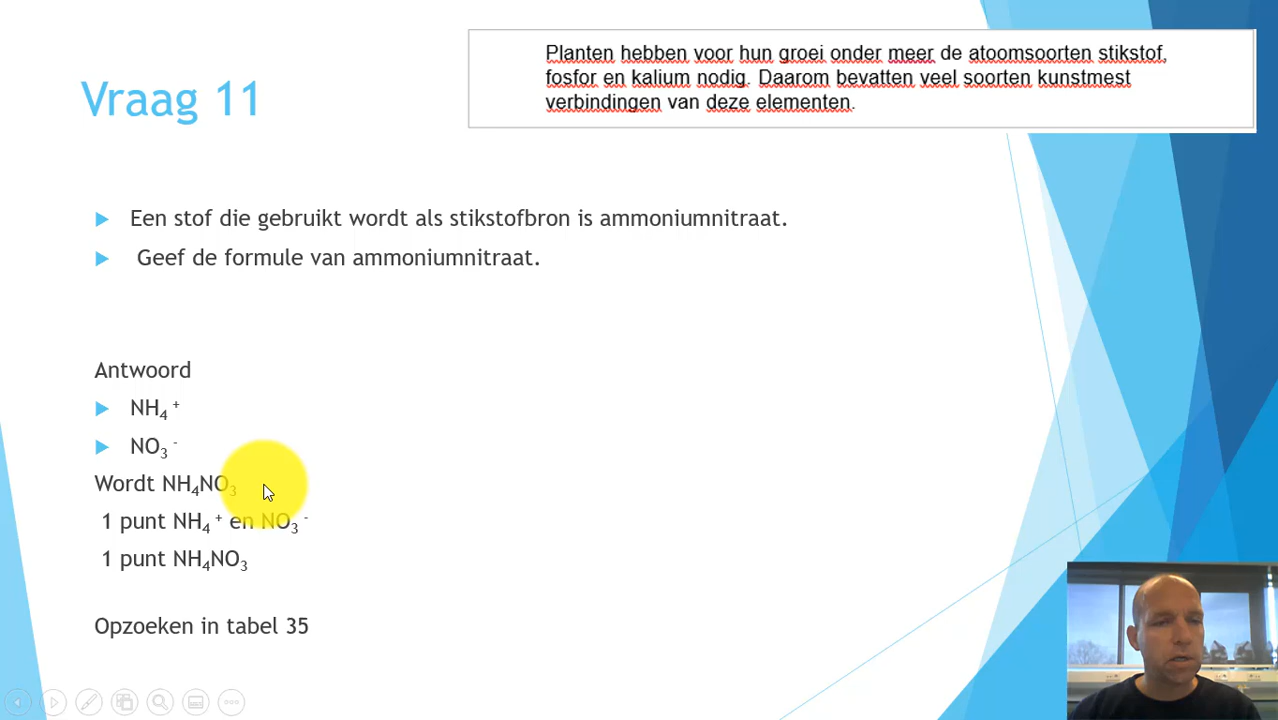 Planten hebben voor hun groei onder meer de atoomsoorten stikstof,
fosfor en kalium nodig. Daarom bevatten veel soorten kunstmest
verbindingen van deze elementen.
Vraag 11
Een stof die gebruikt wordt als stikstofbron is ammoniumnitraat.
Geef de formule van ammoniumnitraat.
Antwoord
NH₄ ⁺
NO₃ ⁻
Wordt NH₄NO₃
1 punt NH₄ ⁺ en NO₃ ⁻
1 punt NH₄NO₃
Opzoeken in tabel 35